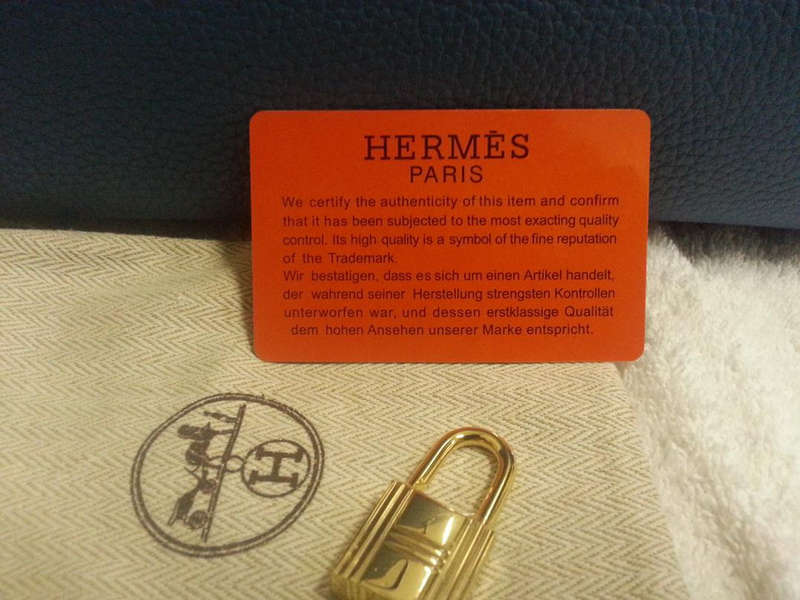 HERMĒS
PARIS
We certify the authenticity of this item and confirm
that it has been subjected to the most exacting quality
control. Its high quality is a symbol of the fine reputation
of the Trademark.
Wir bestatigen, dass es sich um einen Artikel handelt,
der wahrend seiner Herstellung strengsten Kontrollen
unterworfen war, und dessen erstklassige Qualität
dem hohen Ansehen unserer Marke entspricht.
H